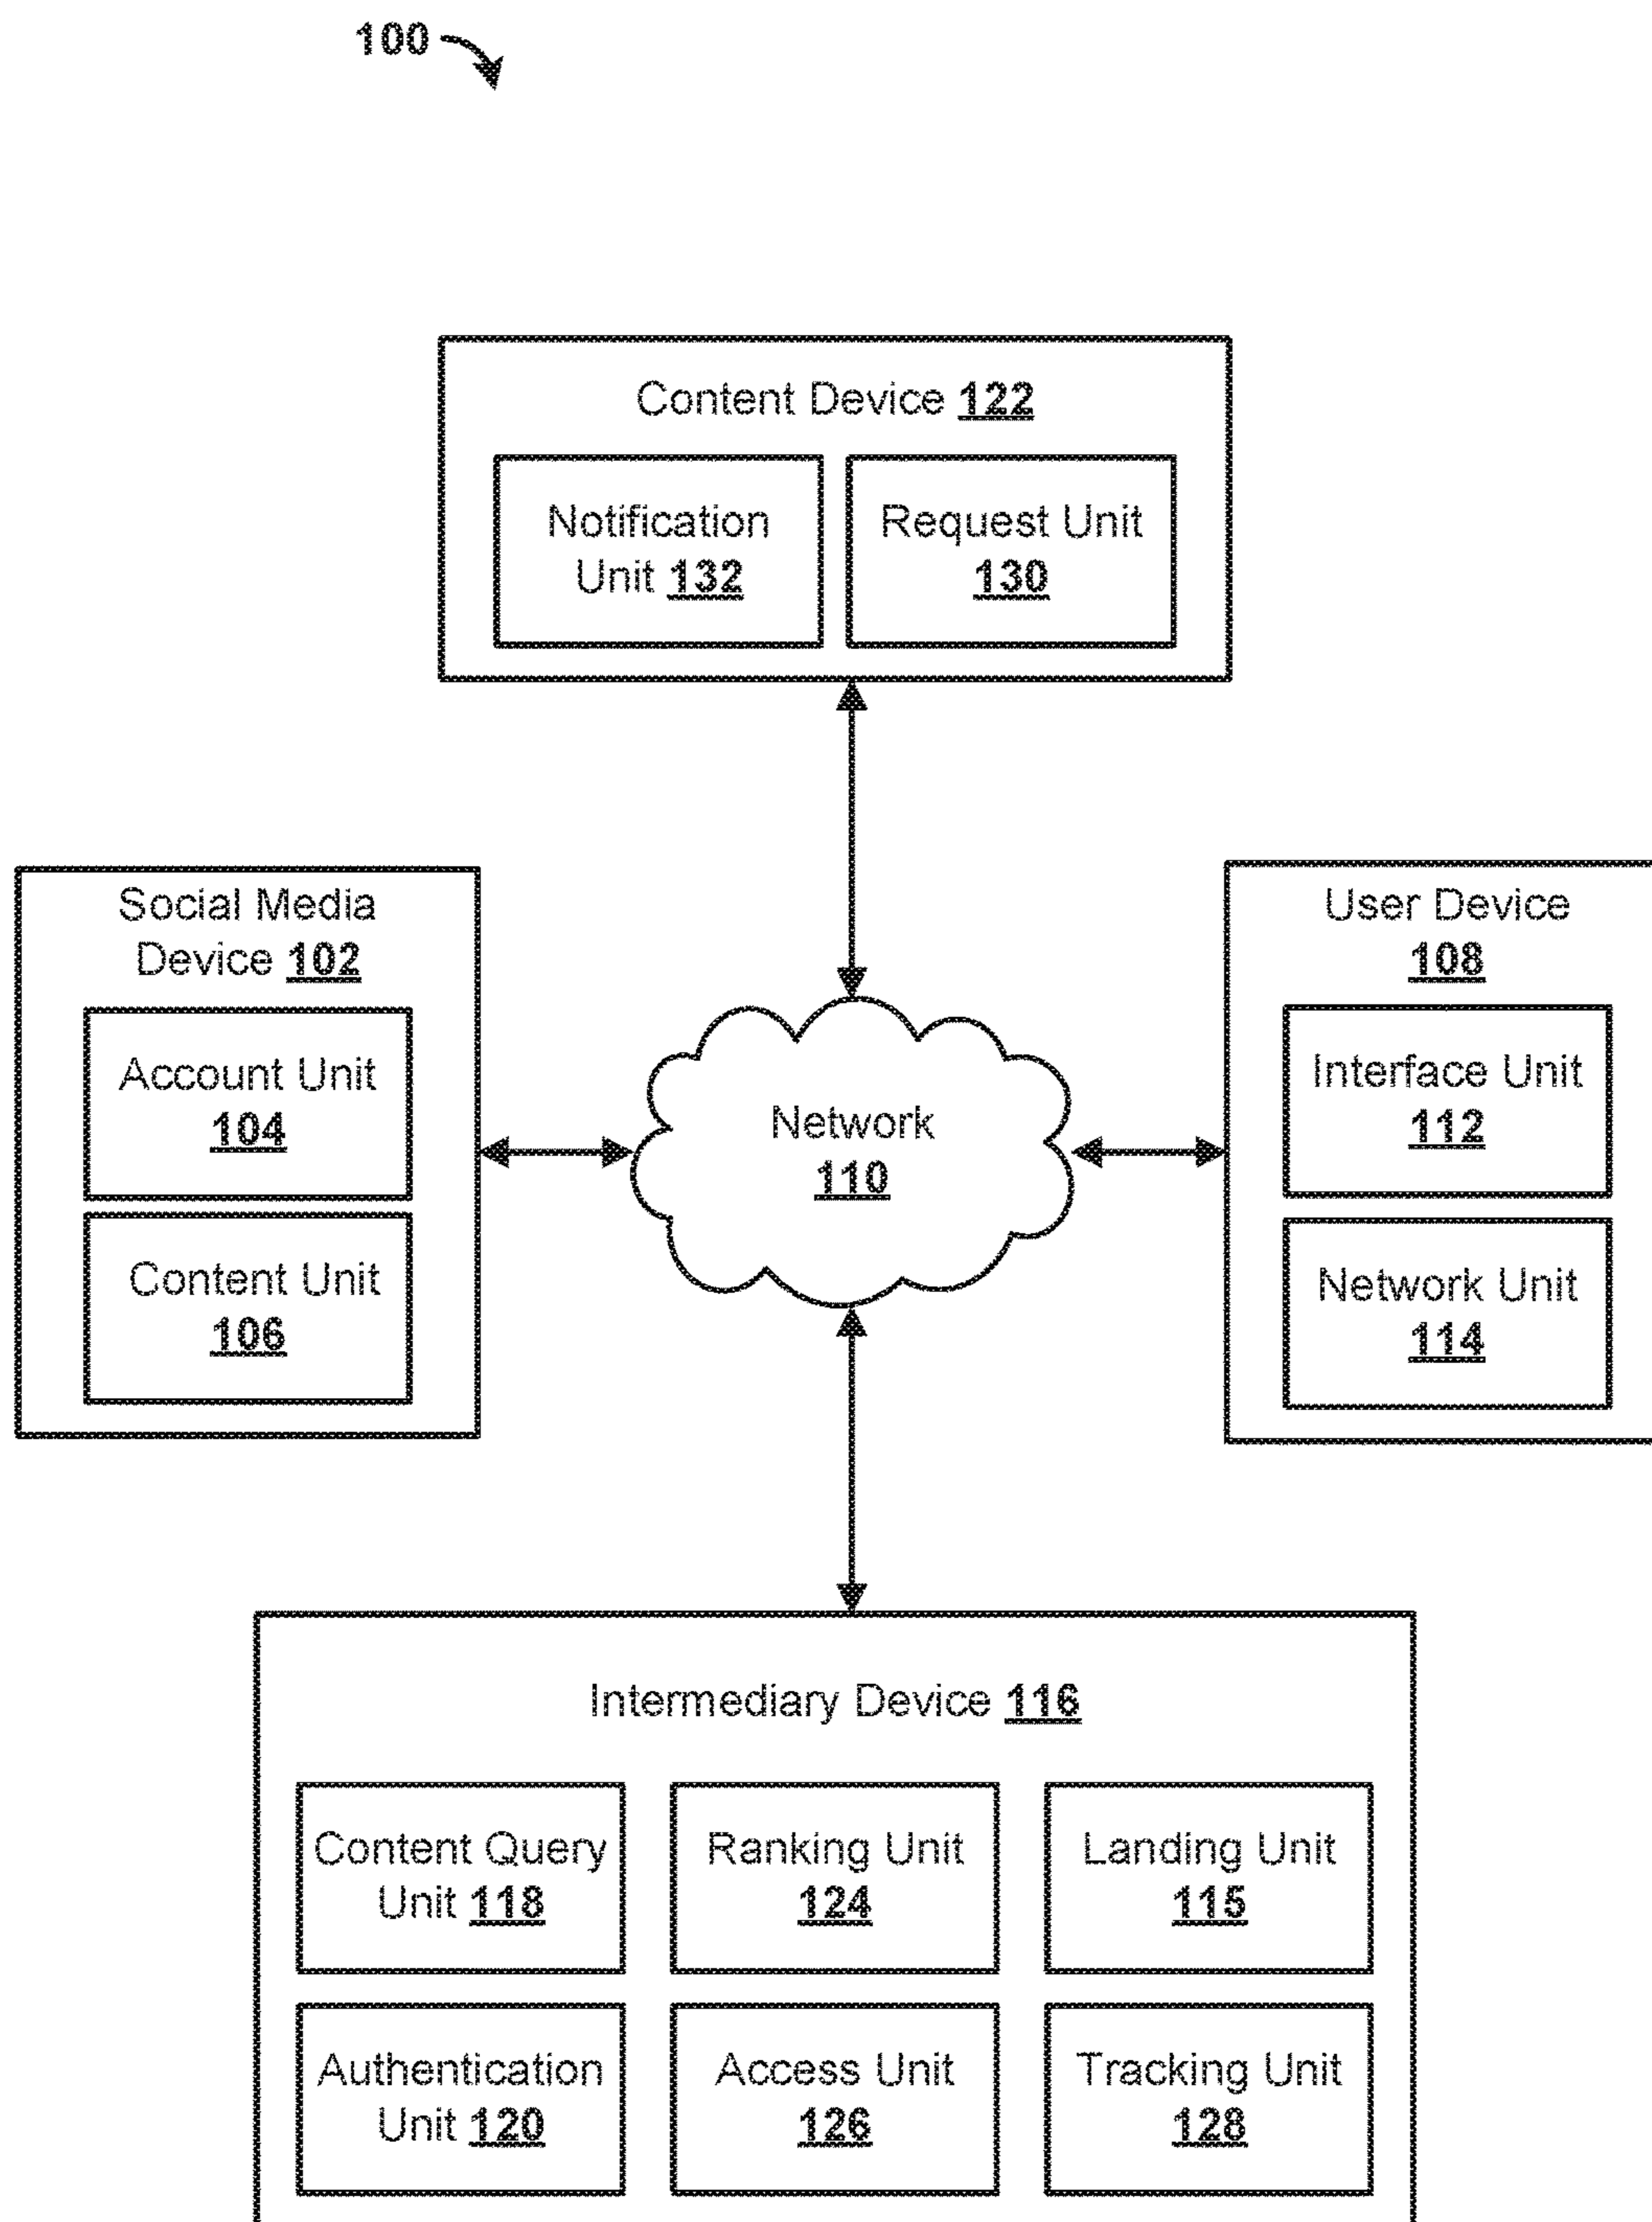 100
Content Device 122
Notification
Unit 132
Request Unit
130
Social Media
Device 102
Account Unit
104
Content Unit
106
Network
110
User Device
108
Interface Unit
112
Network Unit
114
Intermediary Device 116
Content Query
Unit 118
Ranking Unit
124
Landing Unit
115
Authentication
Unit 120
Access Unit
126
Tracking Unit
128